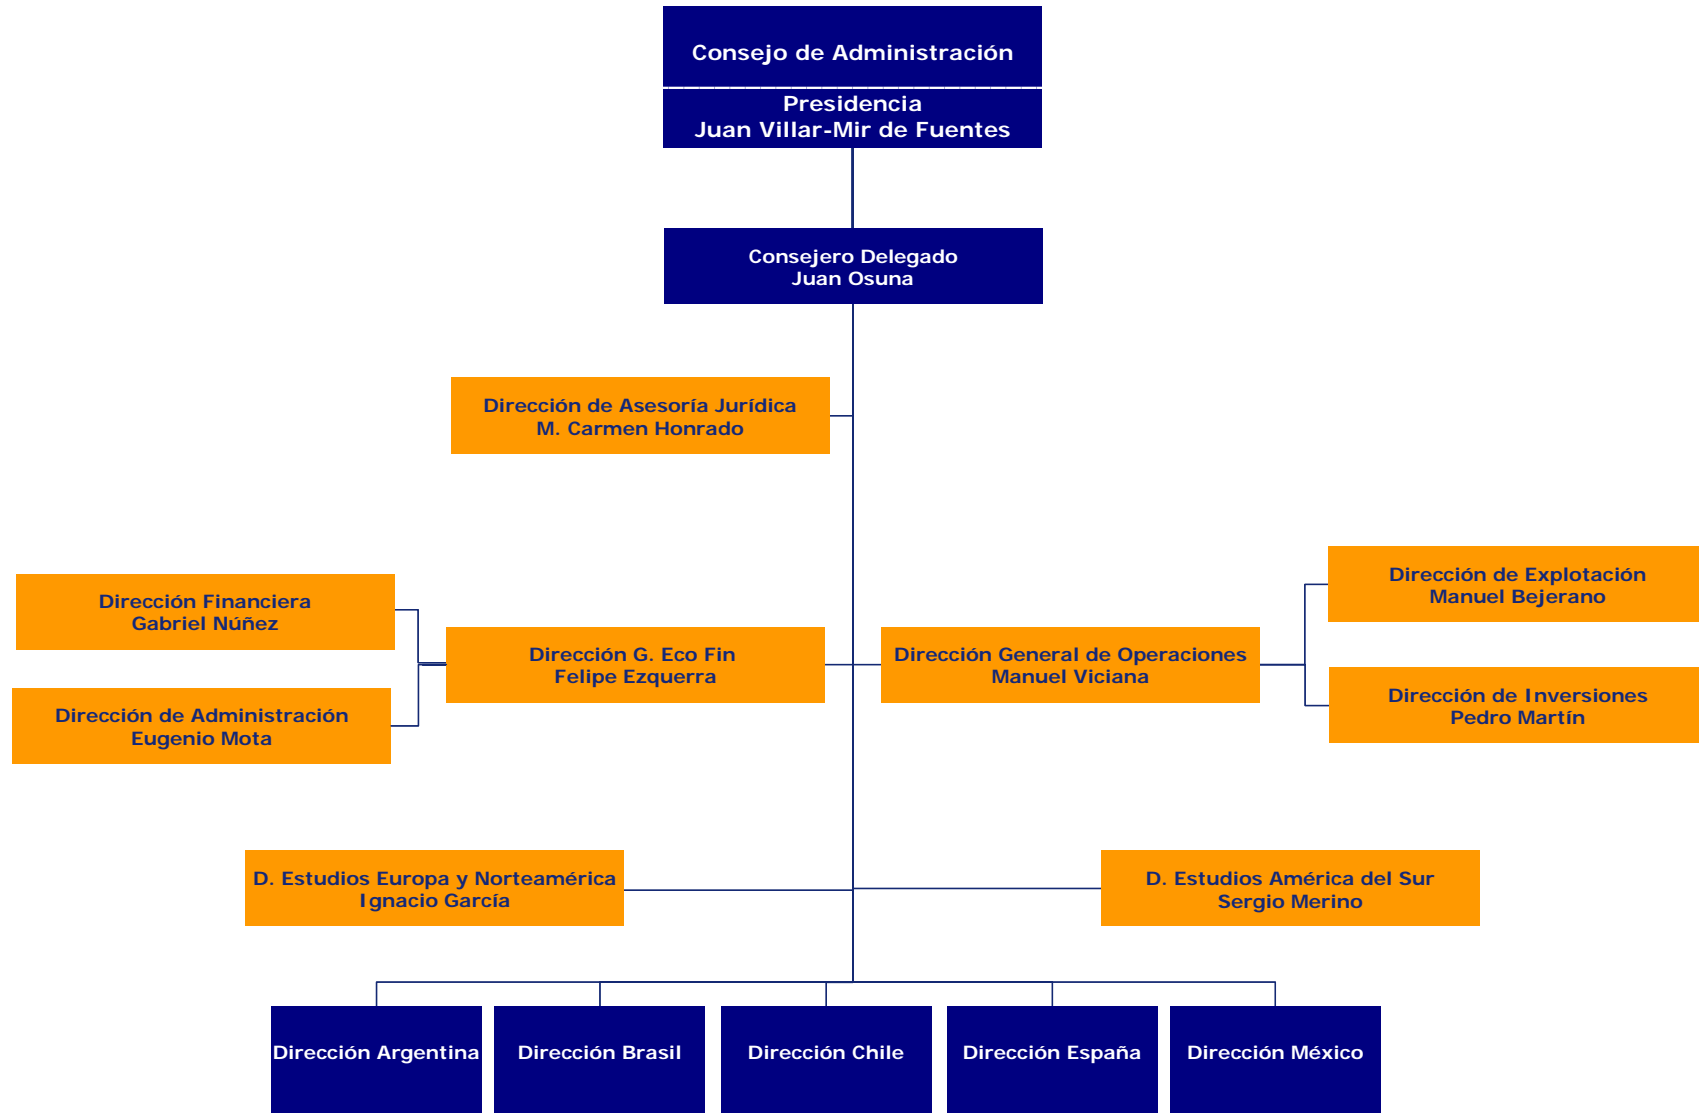 Consejo de Administración
Presidencia
Juan Villar-Mir de Fuentes
Consejero Delegado
Juan Osuna
Dirección de Asesoría Jurídica
M. Carmen Honrado
Dirección Financiera
Gabriel Núñez
Dirección G. Eco Fin
Felipe Ezquerra
Dirección de Administración
Eugenio Mota
Dirección General de Operaciones
Manuel Viciana
Dirección de Explotación
Manuel Bejerano
Dirección de Inversiones
Pedro Martín
D. Estudios Europa y Norteamérica
Ignacio García
D. Estudios América del Sur
Sergio Merino
Dirección Argentina
Dirección Brasil
Dirección Chile
Dirección España
Dirección México